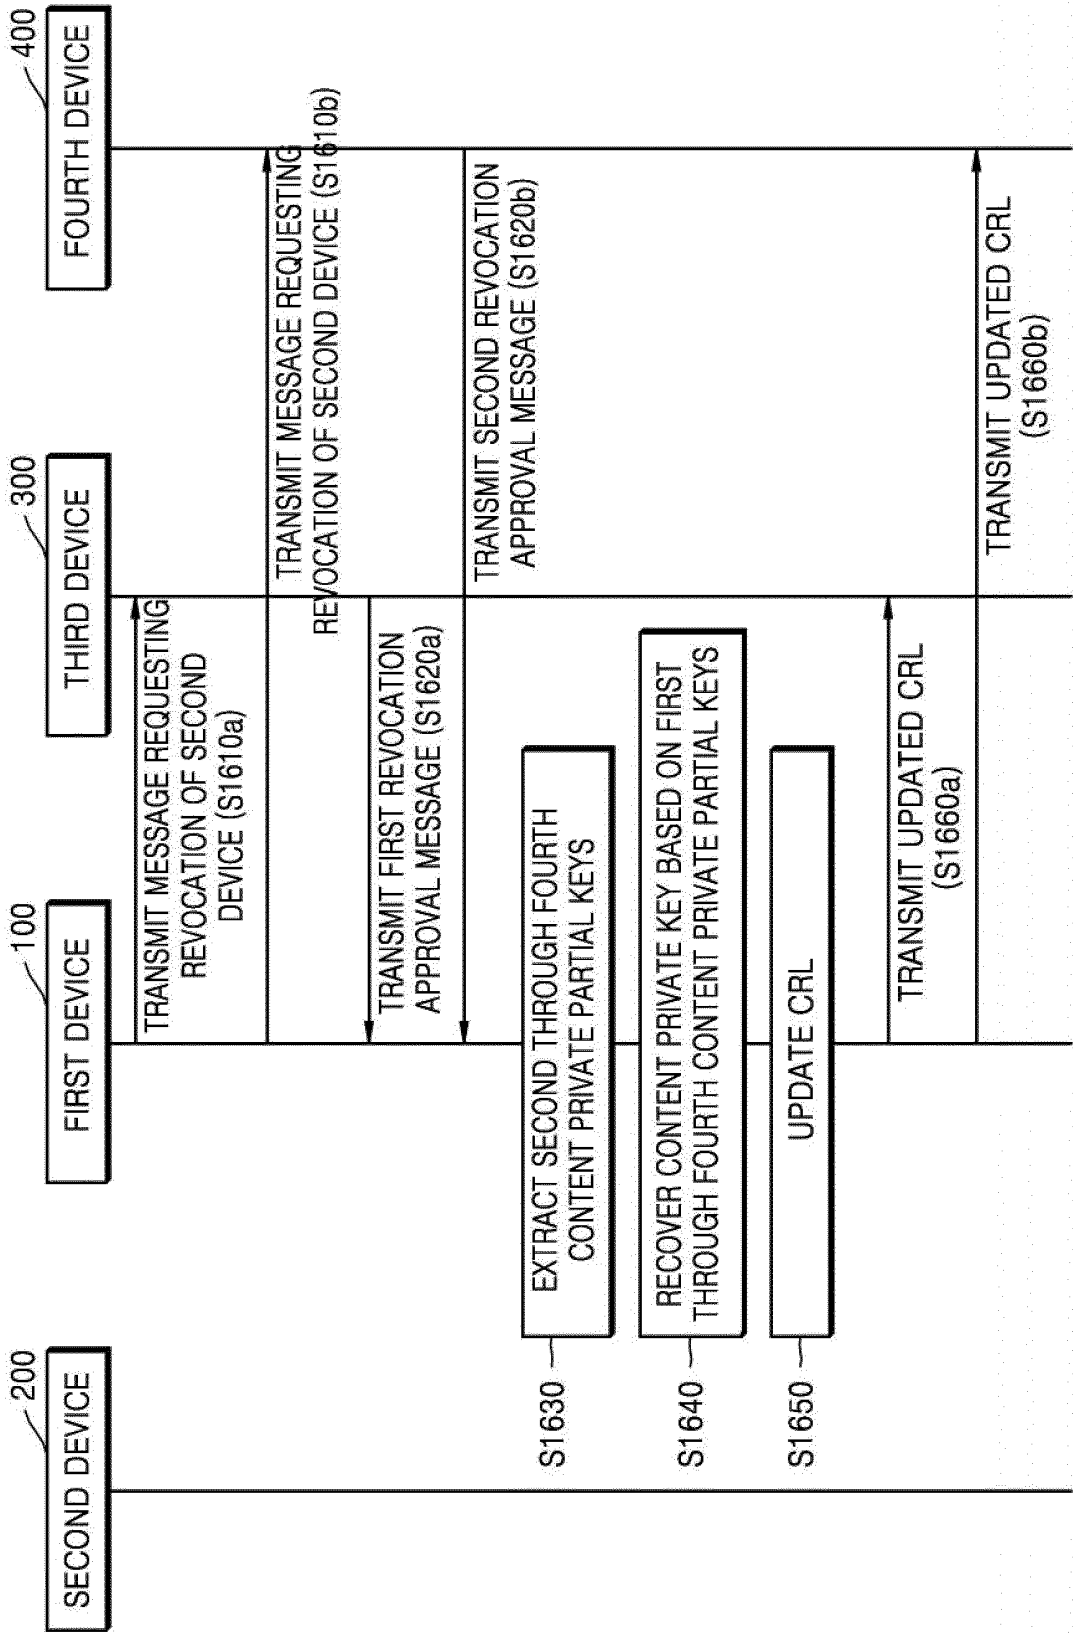 200
100
300
400
SECOND DEVICE
FIRST DEVICE
THIRD DEVICE
FOURTH DEVICE
TRANSMIT MESSAGE REQUESTING
REVOCATION OF SECOND
DEVICE (S1610a)
TRANSMIT MESSAGE REQUESTING
REVOCATION OF SECOND DEVICE (S1610b)
TRANSMIT FIRST REVOCATION
APPROVAL MESSAGE (S1620a)
TRANSMIT SECOND REVOCATION
APPROVAL MESSAGE (S1620b)
S1630
EXTRACT SECOND THROUGH FOURTH
CONTENT PRIVATE PARTIAL KEYS
S1640
RECOVER CONTENT PRIVATE KEY BASED ON FIRST
THROUGH FOURTH CONTENT PRIVATE PARTIAL KEYS
S1650
UPDATE CRL
TRANSMIT UPDATED CRL
(S1660a)
TRANSMIT UPDATED CRL
(S1660b)